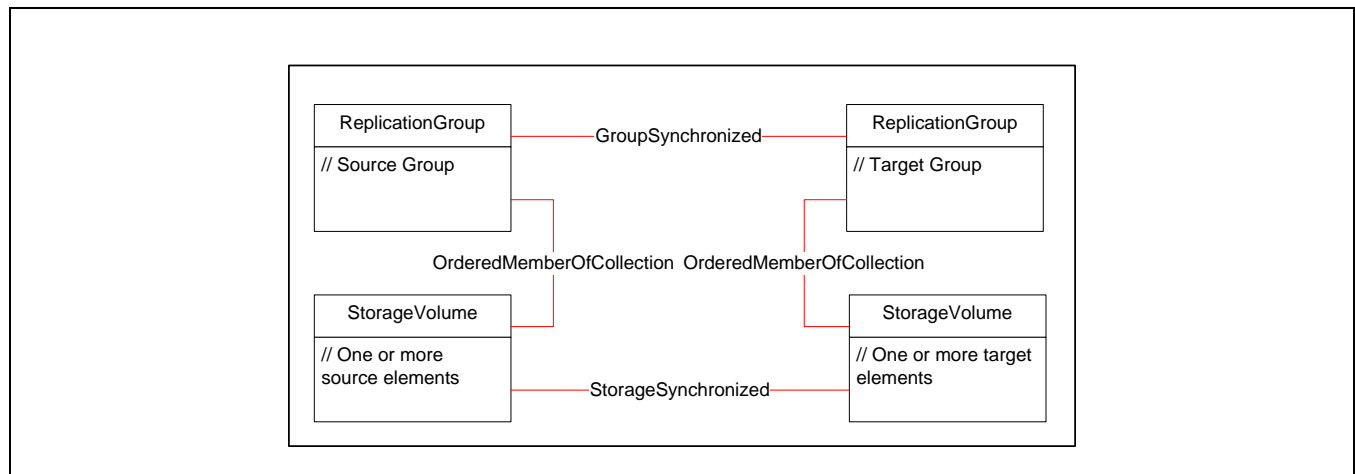 ReplicationGroup
// Source Group
GroupSynchronized
ReplicationGroup
// Target Group
OrderedMemberOfCollection
OrderedMemberOfCollection
StorageVolume
// One or more
source elements
StorageSynchronized
StorageVolume
// One or more target
elements